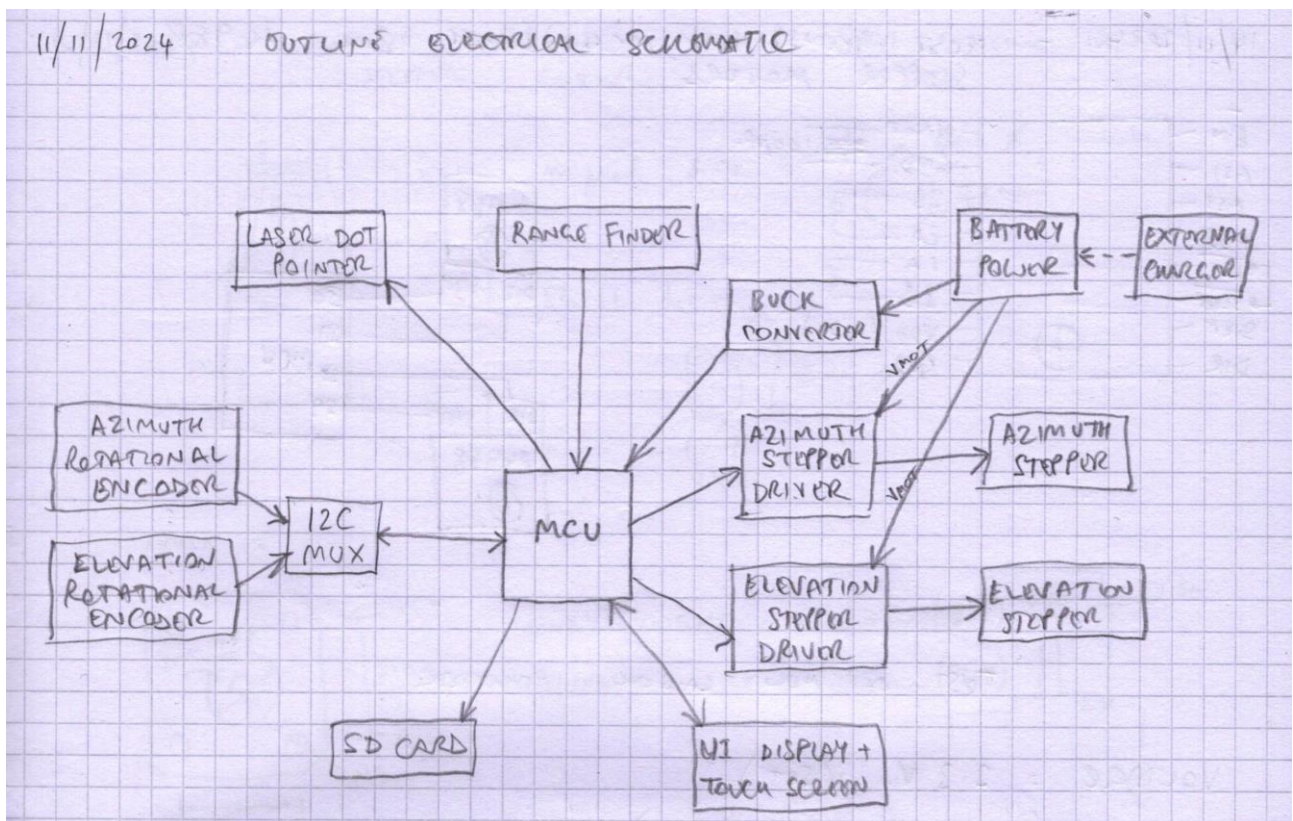 11/11/2024 OUTLINE ELECTRICAL SCHEMATIC
LASER DOT
POINTER
RANGE FINDER
BATTERY
POWER
EXTERNAL
CHARGER
BUCK
CONVERTER
VMOT
AZIMUTH
ROTATIONAL
ENCODER
AZIMUTH
STEPPER
DRIVER
AZIMUTH
STEPPER
VMOT
I2C
MUX
MCU
ELEVATION
ROTATIONAL
ENCODER
ELEVATION
STEPPER
DRIVER
ELEVATION
STEPPER
SD CARD
UI DISPLAY +
TOUCH SCREEN